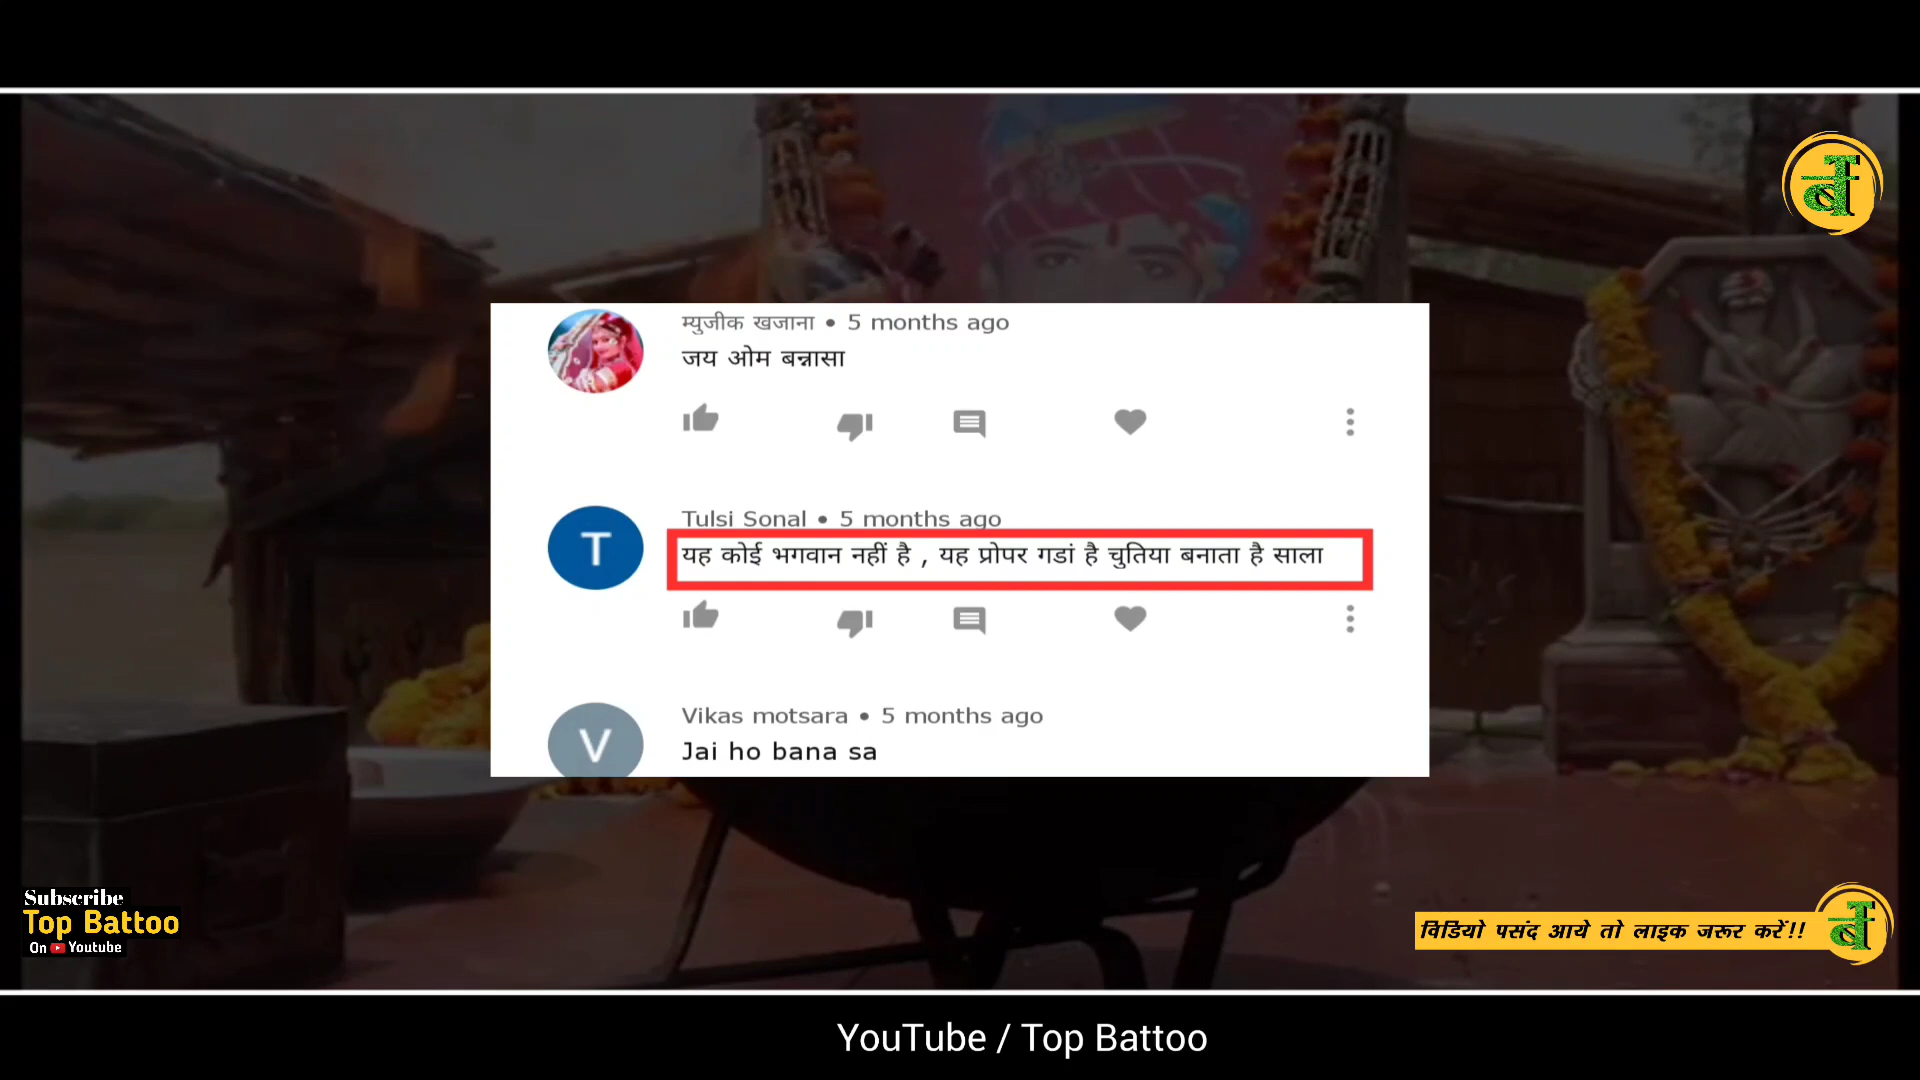 म्युजीक खजाना • 5 months ago
जय ओम बन्नासा
T
Tulsi Sonal • 5 months ago
यह कोई भगवान नहीं है , यह प्रोपर गडां है चुतिया बनाता है साला
V
Vikas motsara • 5 months ago
Jai ho bana sa
Subscribe
Top Battoo
On Youtube
विडियो पसंद आये तो लाइक जरूर करें!!
YouTube / Top Battoo